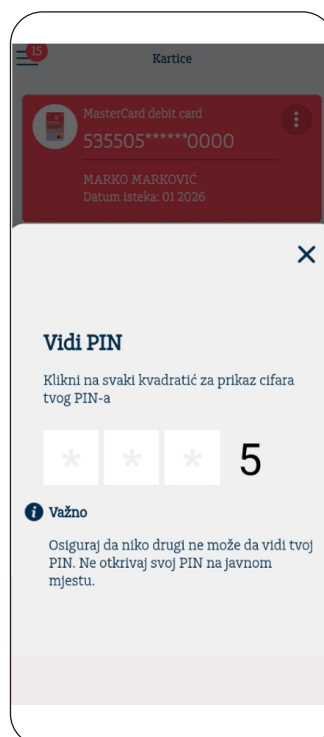 15
Kartice
MasterCard debit card
535505******0000
MARKO MARKOVIĆ
Datum isteka: 01 2026
Vidi PIN
Klikni na svaki kvadratić za prikaz cifara
tvog PIN-a
* * * 5
Važno
Osiguraj da niko drugi ne može da vidi tvoj
PIN. Ne otkrivaj svoj PIN na javnom
mjestu.